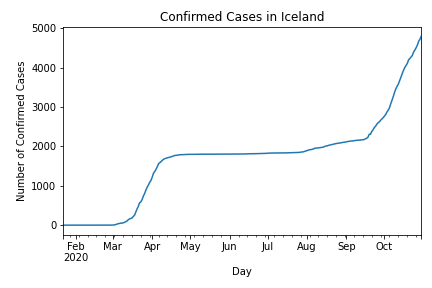 Confirmed Cases in Iceland
5000
4000
3000
2000
1000
0
Number of Confirmed Cases
Feb Mar Apr May Jun Jul Aug Sep Oct
2020
Day